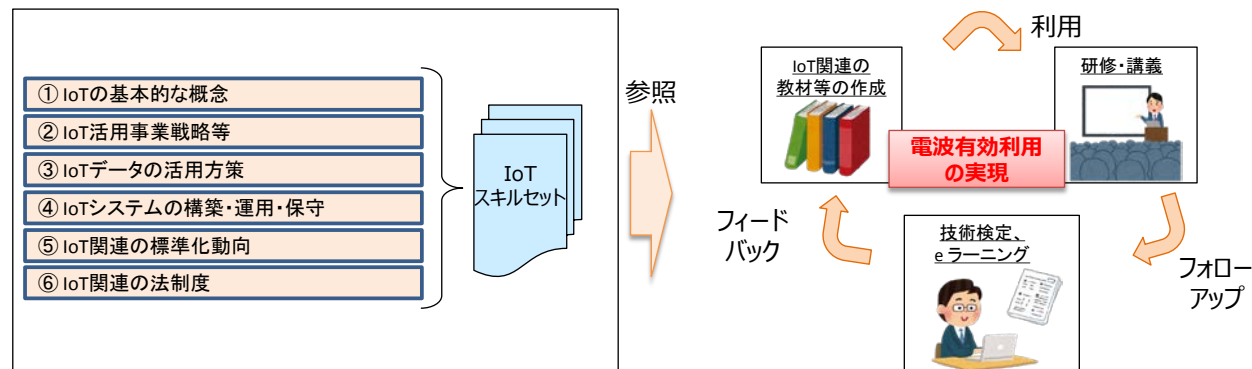 ① IoTの基本的な概念
② IoT活用事業戦略等
③ IoTデータの活用方策
④ IoTシステムの構築・運用・保守
⑤ IoT関連の標準化動向
⑥ IoT関連の法制度
IoT
スキルセット
参照
利用
IoT関連の
教材等の作成
研修・講義
電波有効利用
の実現
フィード
バック
技術検定、
e ラーニング
フォロー
アップ